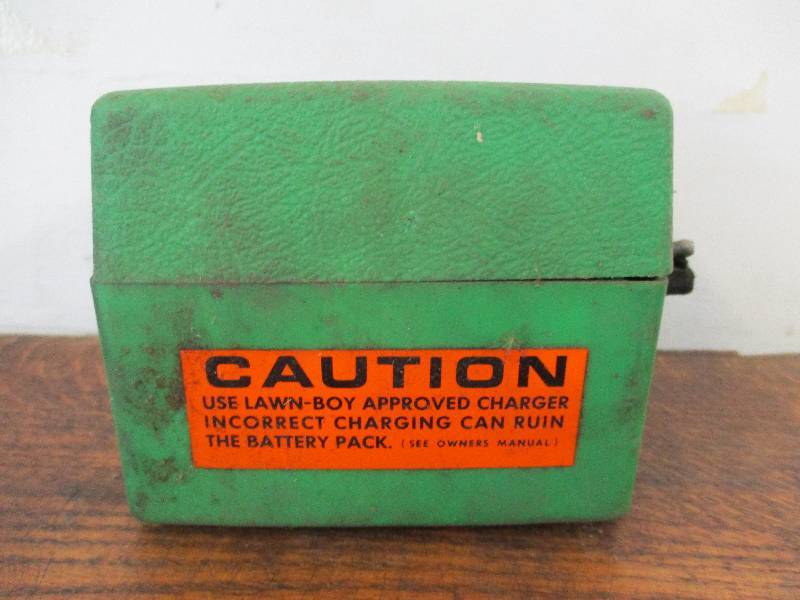 CAUTION
USE LAWN-BOY APPROVED CHARGER
INCORRECT CHARGING CAN RUIN
THE BATTERY PACK. (SEE OWNERS MANUAL)